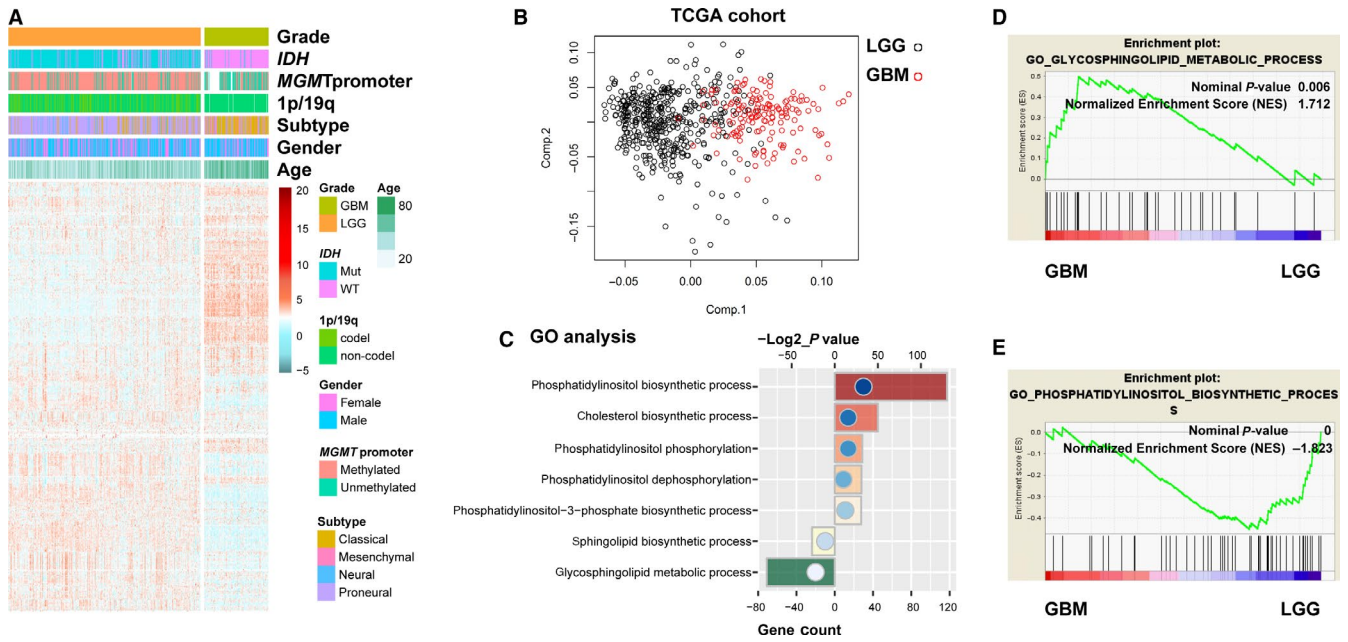 A
Grade
IDH
MGMTpromoter
1p/19q
Subtype
Gender
Age
20
15
10
5
0
−5
Grade
GBM
LGG
Age
80
20
IDH
Mut
WT
1p/19q
codel
non-codel
Gender
Female
Male
MGMT promoter
Methylated
Unmethylated
Subtype
Classical
Mesenchymal
Neural
Proneural
B
TCGA cohort
LGG
GBM
Comp.2
0.10
0.05
−0.05
−0.15
−0.05
0.00
0.05
0.10
Comp.1
C GO analysis
−Log2_P value
−50 0 50 100
Phosphatidylinositol biosynthetic process
Cholesterol biosynthetic process
Phosphatidylinositol phosphorylation
Phosphatidylinositol dephosphorylation
Phosphatidylinositol−3−phosphate biosynthetic process
Sphingolipid biosynthetic process
Glycosphingolipid metabolic process
−80 −40 0 40 80 120
Gene count
D
Enrichment plot:
GO_GLYCOSPHINGOLIPID_METABOLIC_PROCESS
Nominal P-value 0.006
Normalized Enrichment Score (NES) 1.712
Enrichment score (ES)
0.5
0.4
0.3
0.2
0.1
0.0
GBM LGG
E
Enrichment plot:
GO_PHOSPHATIDYLINOSITOL_BIOSYNTHETIC_PROCES
S
Nominal P-value 0
Normalized Enrichment Score (NES) −1.823
Enrichment score (ES)
0.0
−0.1
−0.2
−0.3
−0.4
GBM LGG